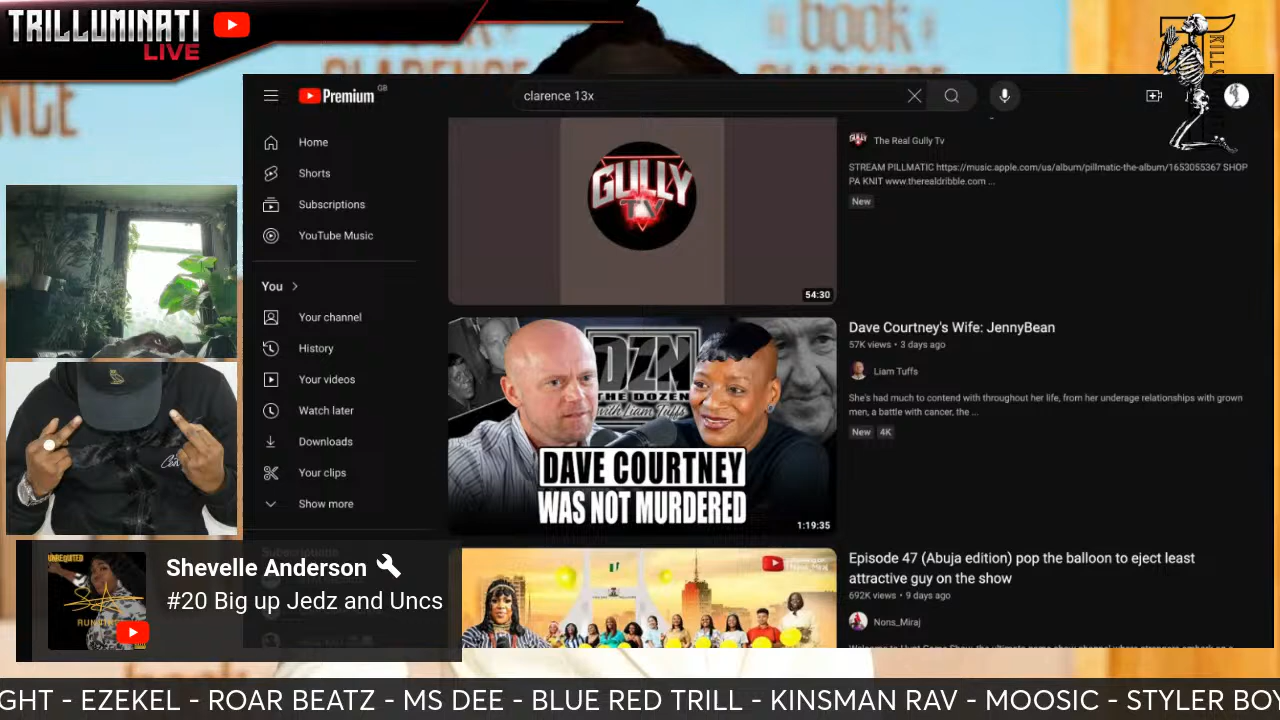 TRILLUMINATI
LIVE
book
CLARENCE
Premium
GB
clarence 13x
Home
Shorts
Subscriptions
YouTube Music
You
Your channel
History
Your videos
Watch later
Downloads
Your clips
Show more
Subscriptions
GULLY
TV
54:30
The Real Gully Tv
STREAM PILLMATIC https://music.apple.com/us/album/pillmatic-the-album/1653055367 SHOP
PA KNIT www.therealdribble.com ...
New
DZN
THE DOZEN
with Liam Tuffs
DAVE COURTNEY
WAS NOT MURDERED
1:19:35
Dave Courtney's Wife: JennyBean
57K views • 3 days ago
Liam Tuffs
She's had much to contend with throughout her life, from her underage relationships with grown
men, a battle with cancer, the ...
New
4K
Episode 47 (Abuja edition) pop the balloon to eject least
attractive guy on the show
692K views • 9 days ago
Nons_Miraj
UNREQUITED
Shevelle Anderson
#20 Big up Jedz and Uncs
GHT - EZEKEL - ROAR BEATZ - MS DEE - BLUE RED TRILL - KINSMAN RAV - MOOSIC - STYLER BOY